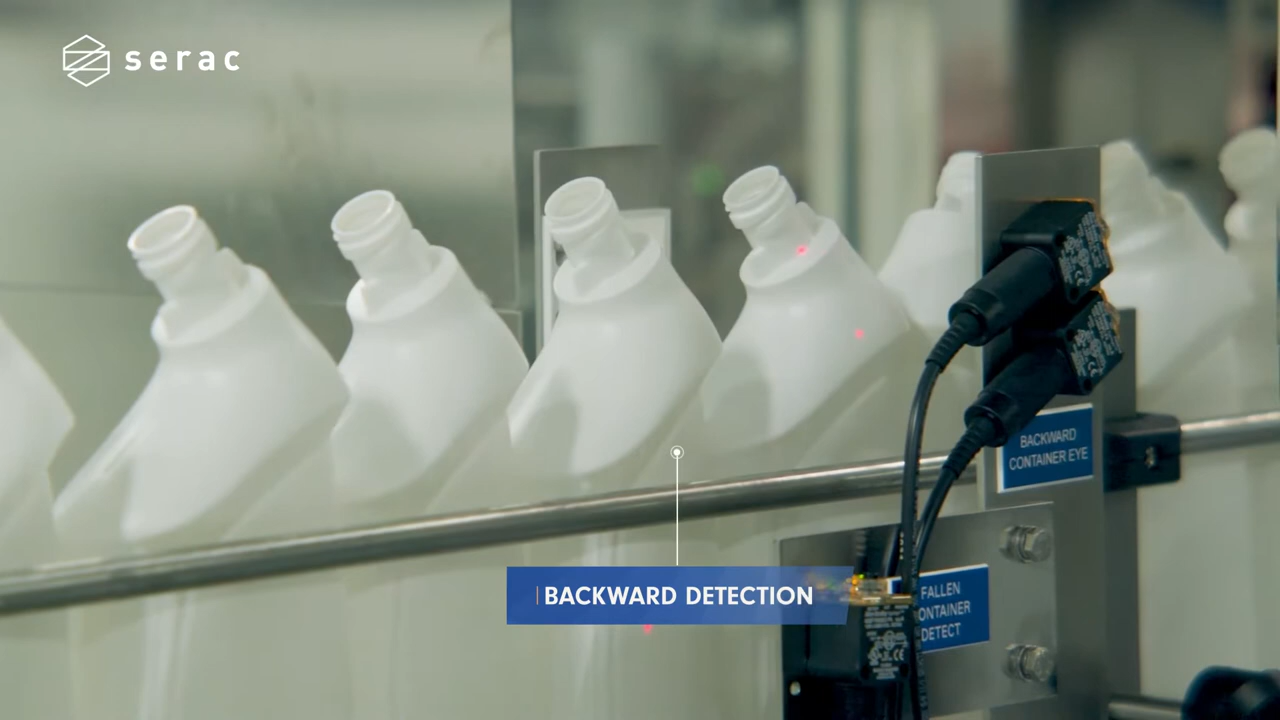 serac
BACKWARD
CONTAINER EYE
BACKWARD DETECTION
FALLEN
ONTAINER
DETECT